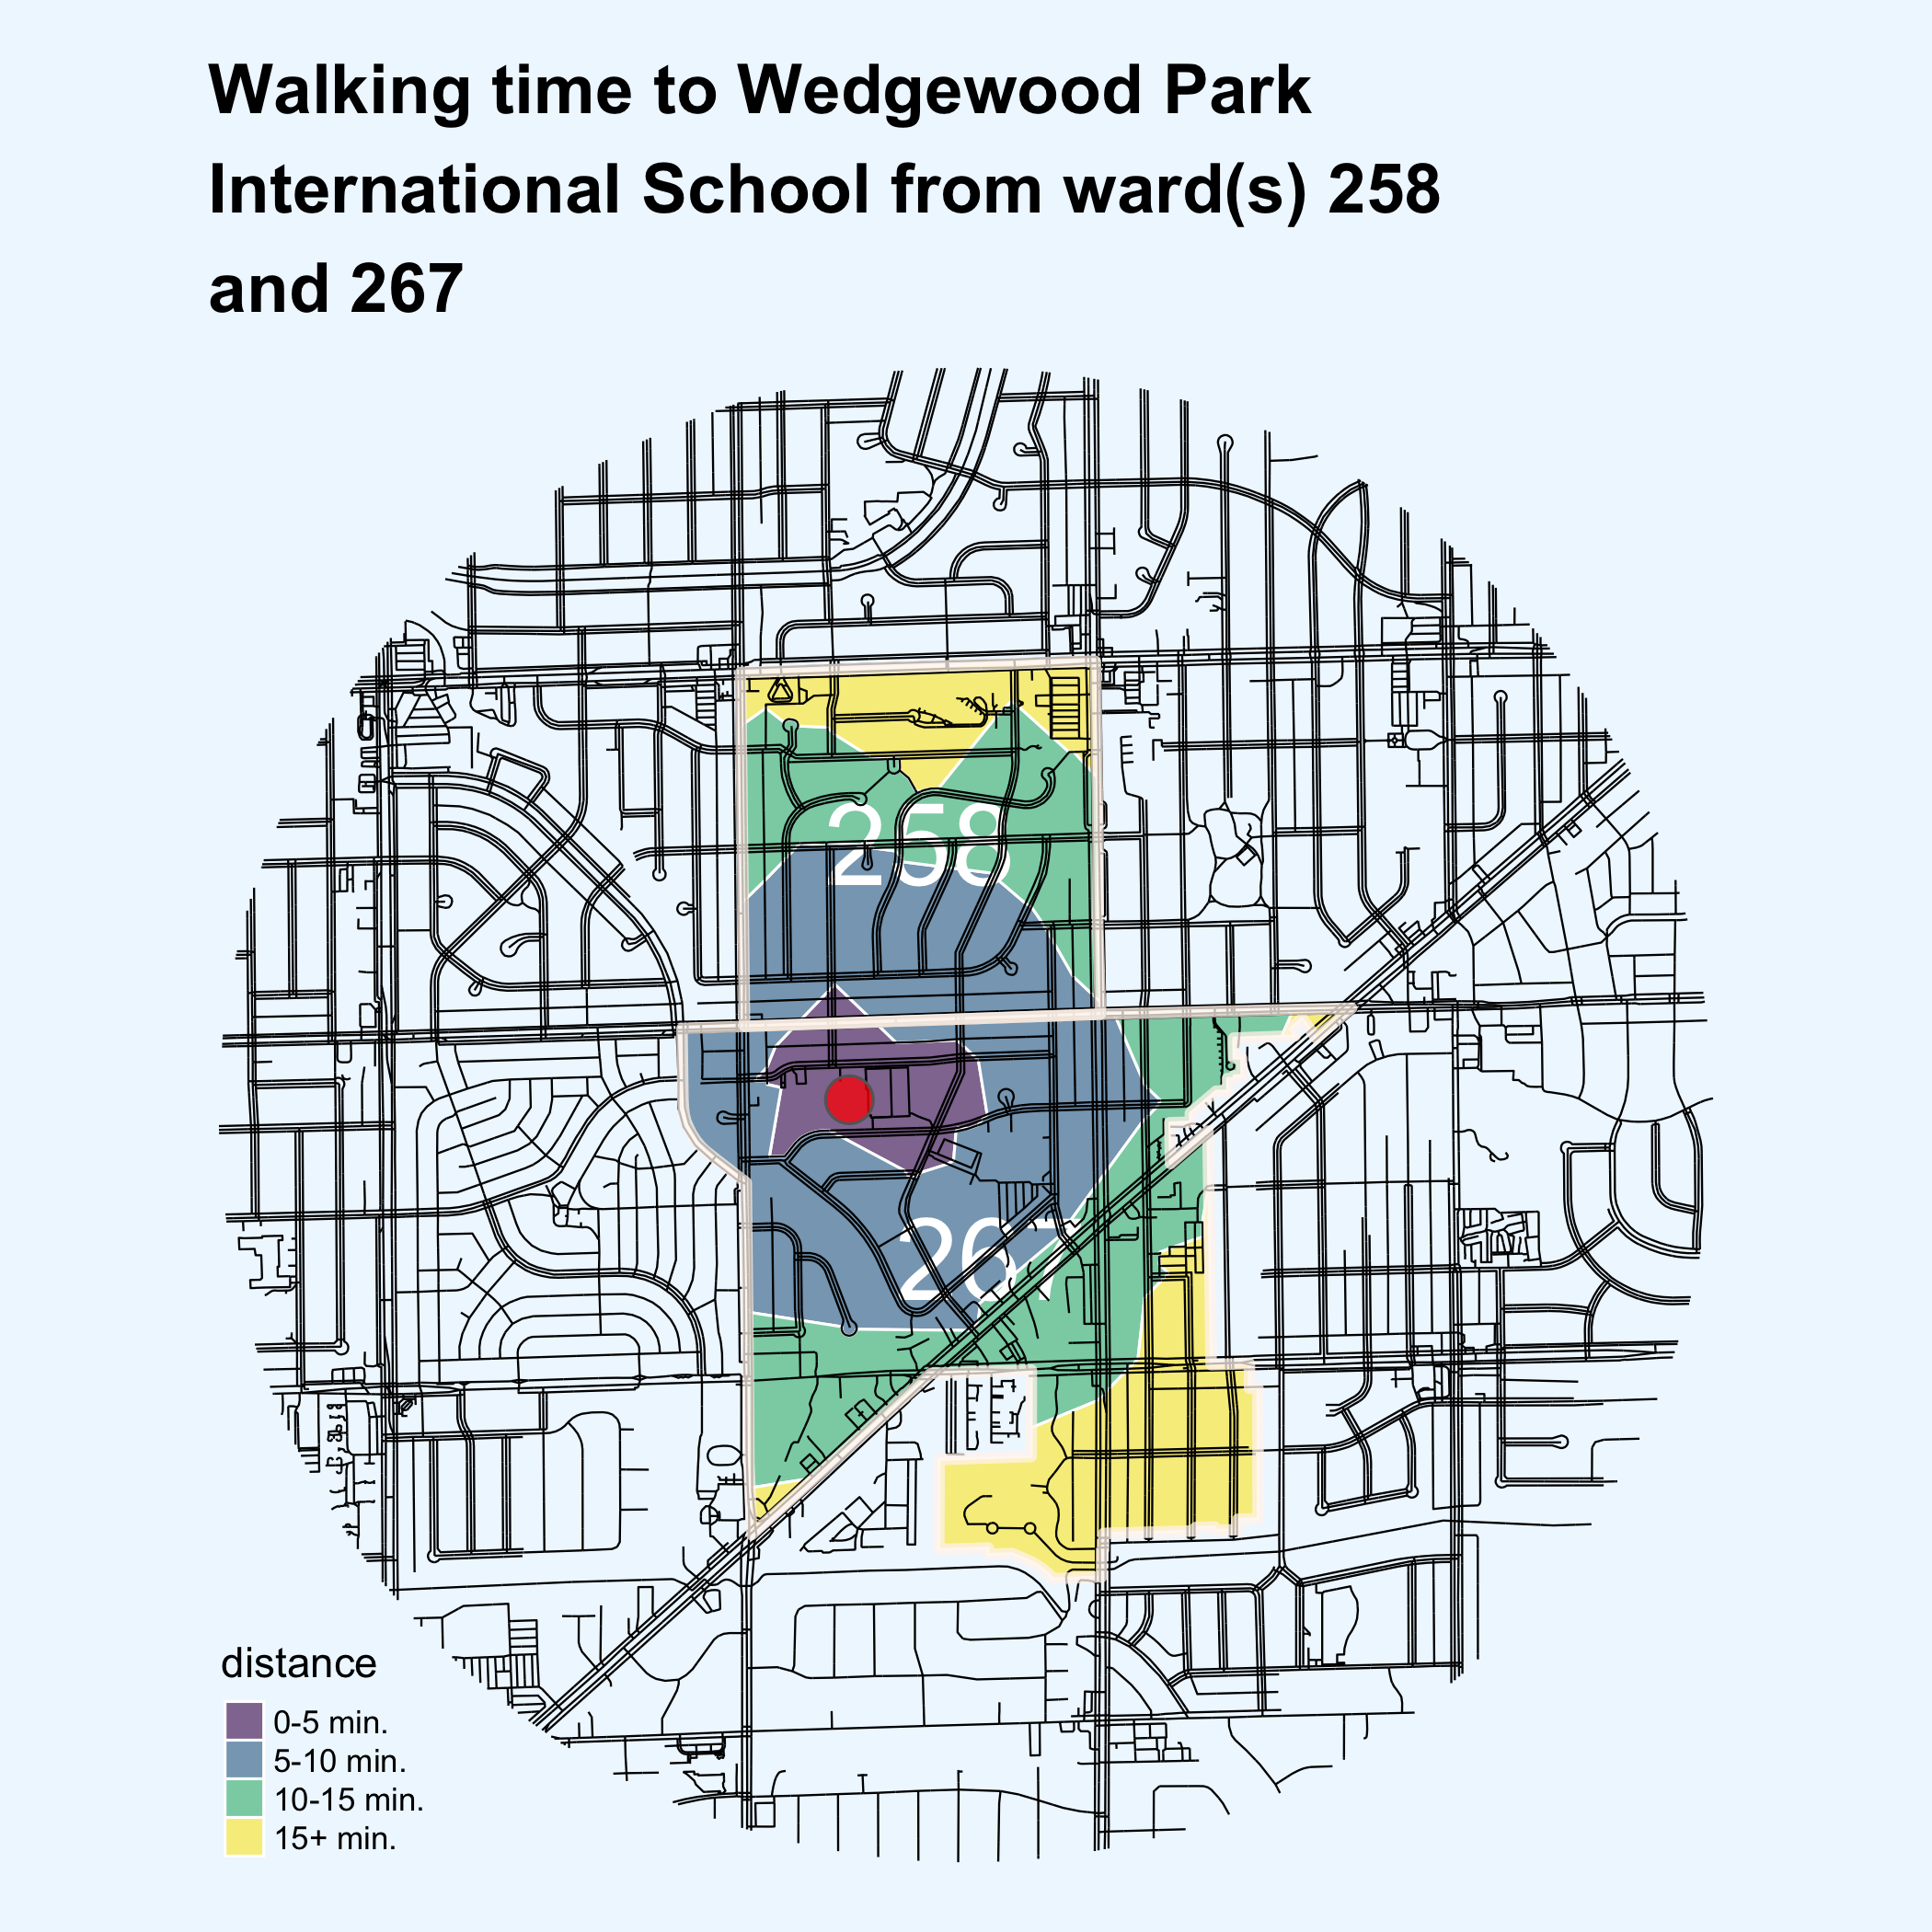 Walking time to Wedgewood Park
International School from ward(s) 258
and 267
258
267
distance
0-5 min.
5-10 min.
10-15 min.
15+ min.